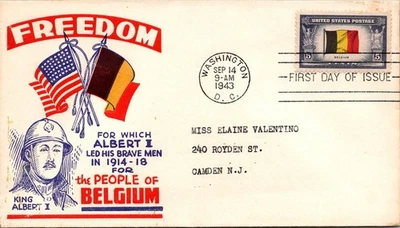 FREEDOM
FOR WHICH
ALBERT I
LED HIS BRAVE MEN
IN 1914-18
FOR
the PEOPLE OF
BELGIUM
KING
ALBERT I
WASHINGTON
SEP 14
9-AM
1943
D. C.
UNITED STATES POSTAGE
BELGIUM
FIRST DAY OF ISSUE
MISS ELAINE VALENTINO
240 ROYDEN ST.
CAMDEN N.J.